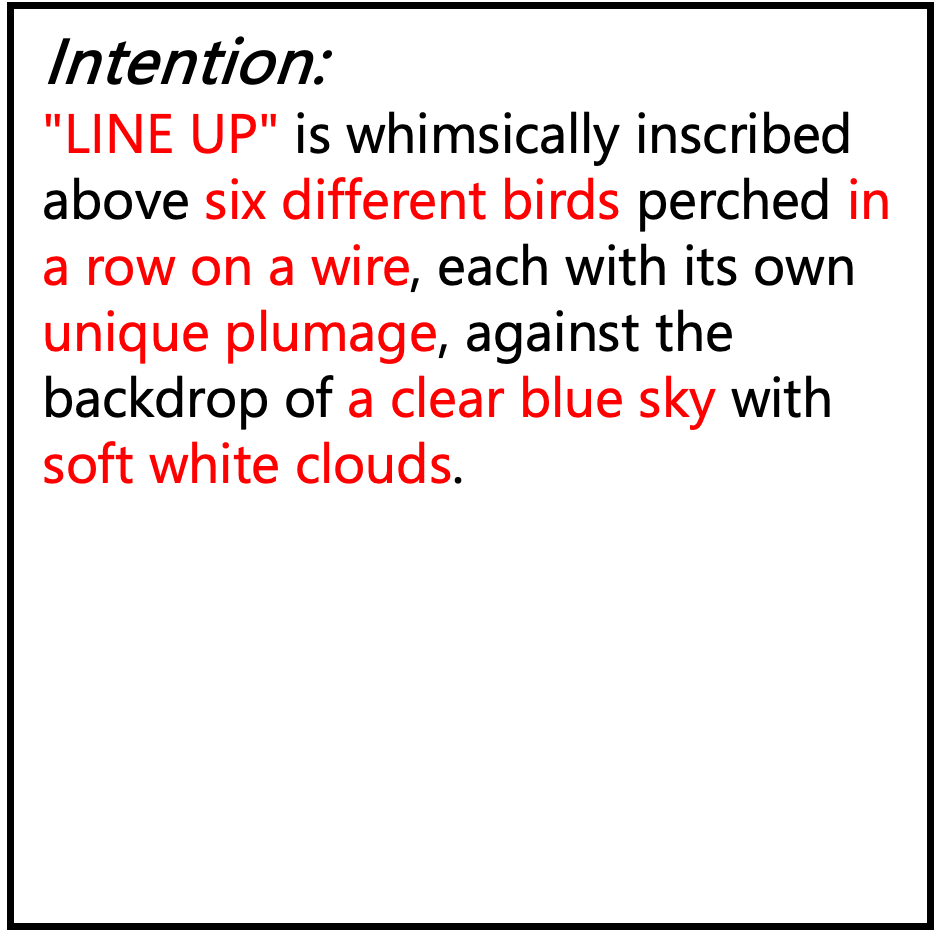 Intention:
"LINE UP" is whimsically inscribed
above six different birds perched in
a row on a wire, each with its own
unique plumage, against the
backdrop of a clear blue sky with
soft white clouds.